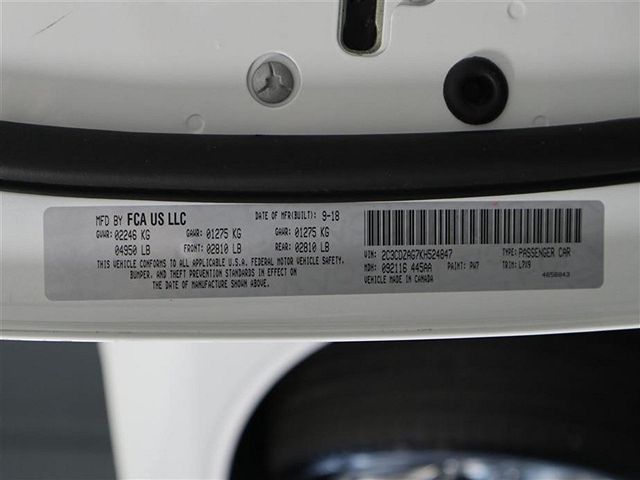 MFD BY FCA US LLC DATE OF MFR(BUILT) 9-18
GVWR: 02246 KG GAWR: 01275 KG GAWR: 01275 KG
04950 LB FRONT: 02810 LB REAR: 02810 LB
THIS VEHICLE CONFORMS TO ALL APPLICABLE U.S.A. FEDERAL MOTOR VEHICLE SAFETY,
BUMPER, AND THEFT PREVENTION STANDARDS IN EFFECT ON
THE DATE OF MANUFACTURE SHOWN ABOVE.
VIN: 2C3CDZAG7KH524847 TYPE: PASSENGER CAR
MDH: 092116 445AA PAINT: PW7 TRIM: L7X9
VEHICLE MADE IN CANADA 4658043